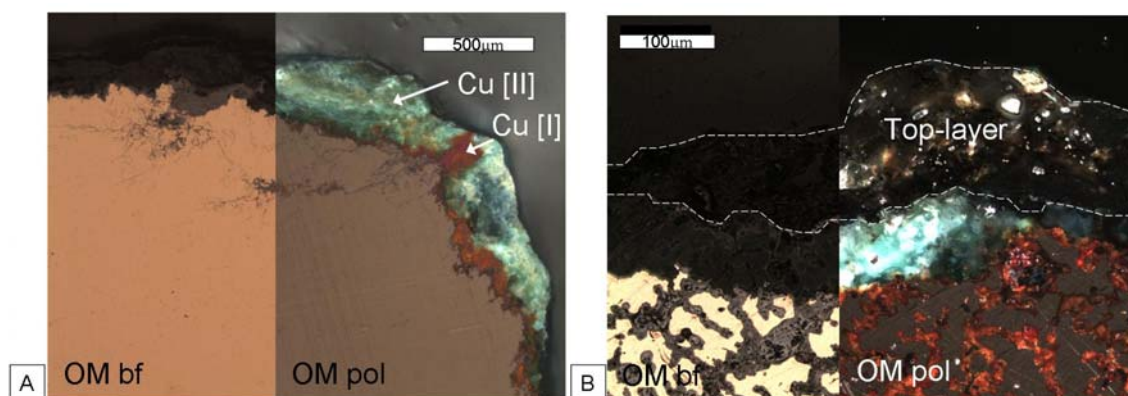 500μm
Cu [II]
Cu [I]
A
OM bf
OM pol
100μm
Top-layer
B
OM bf
OM pol